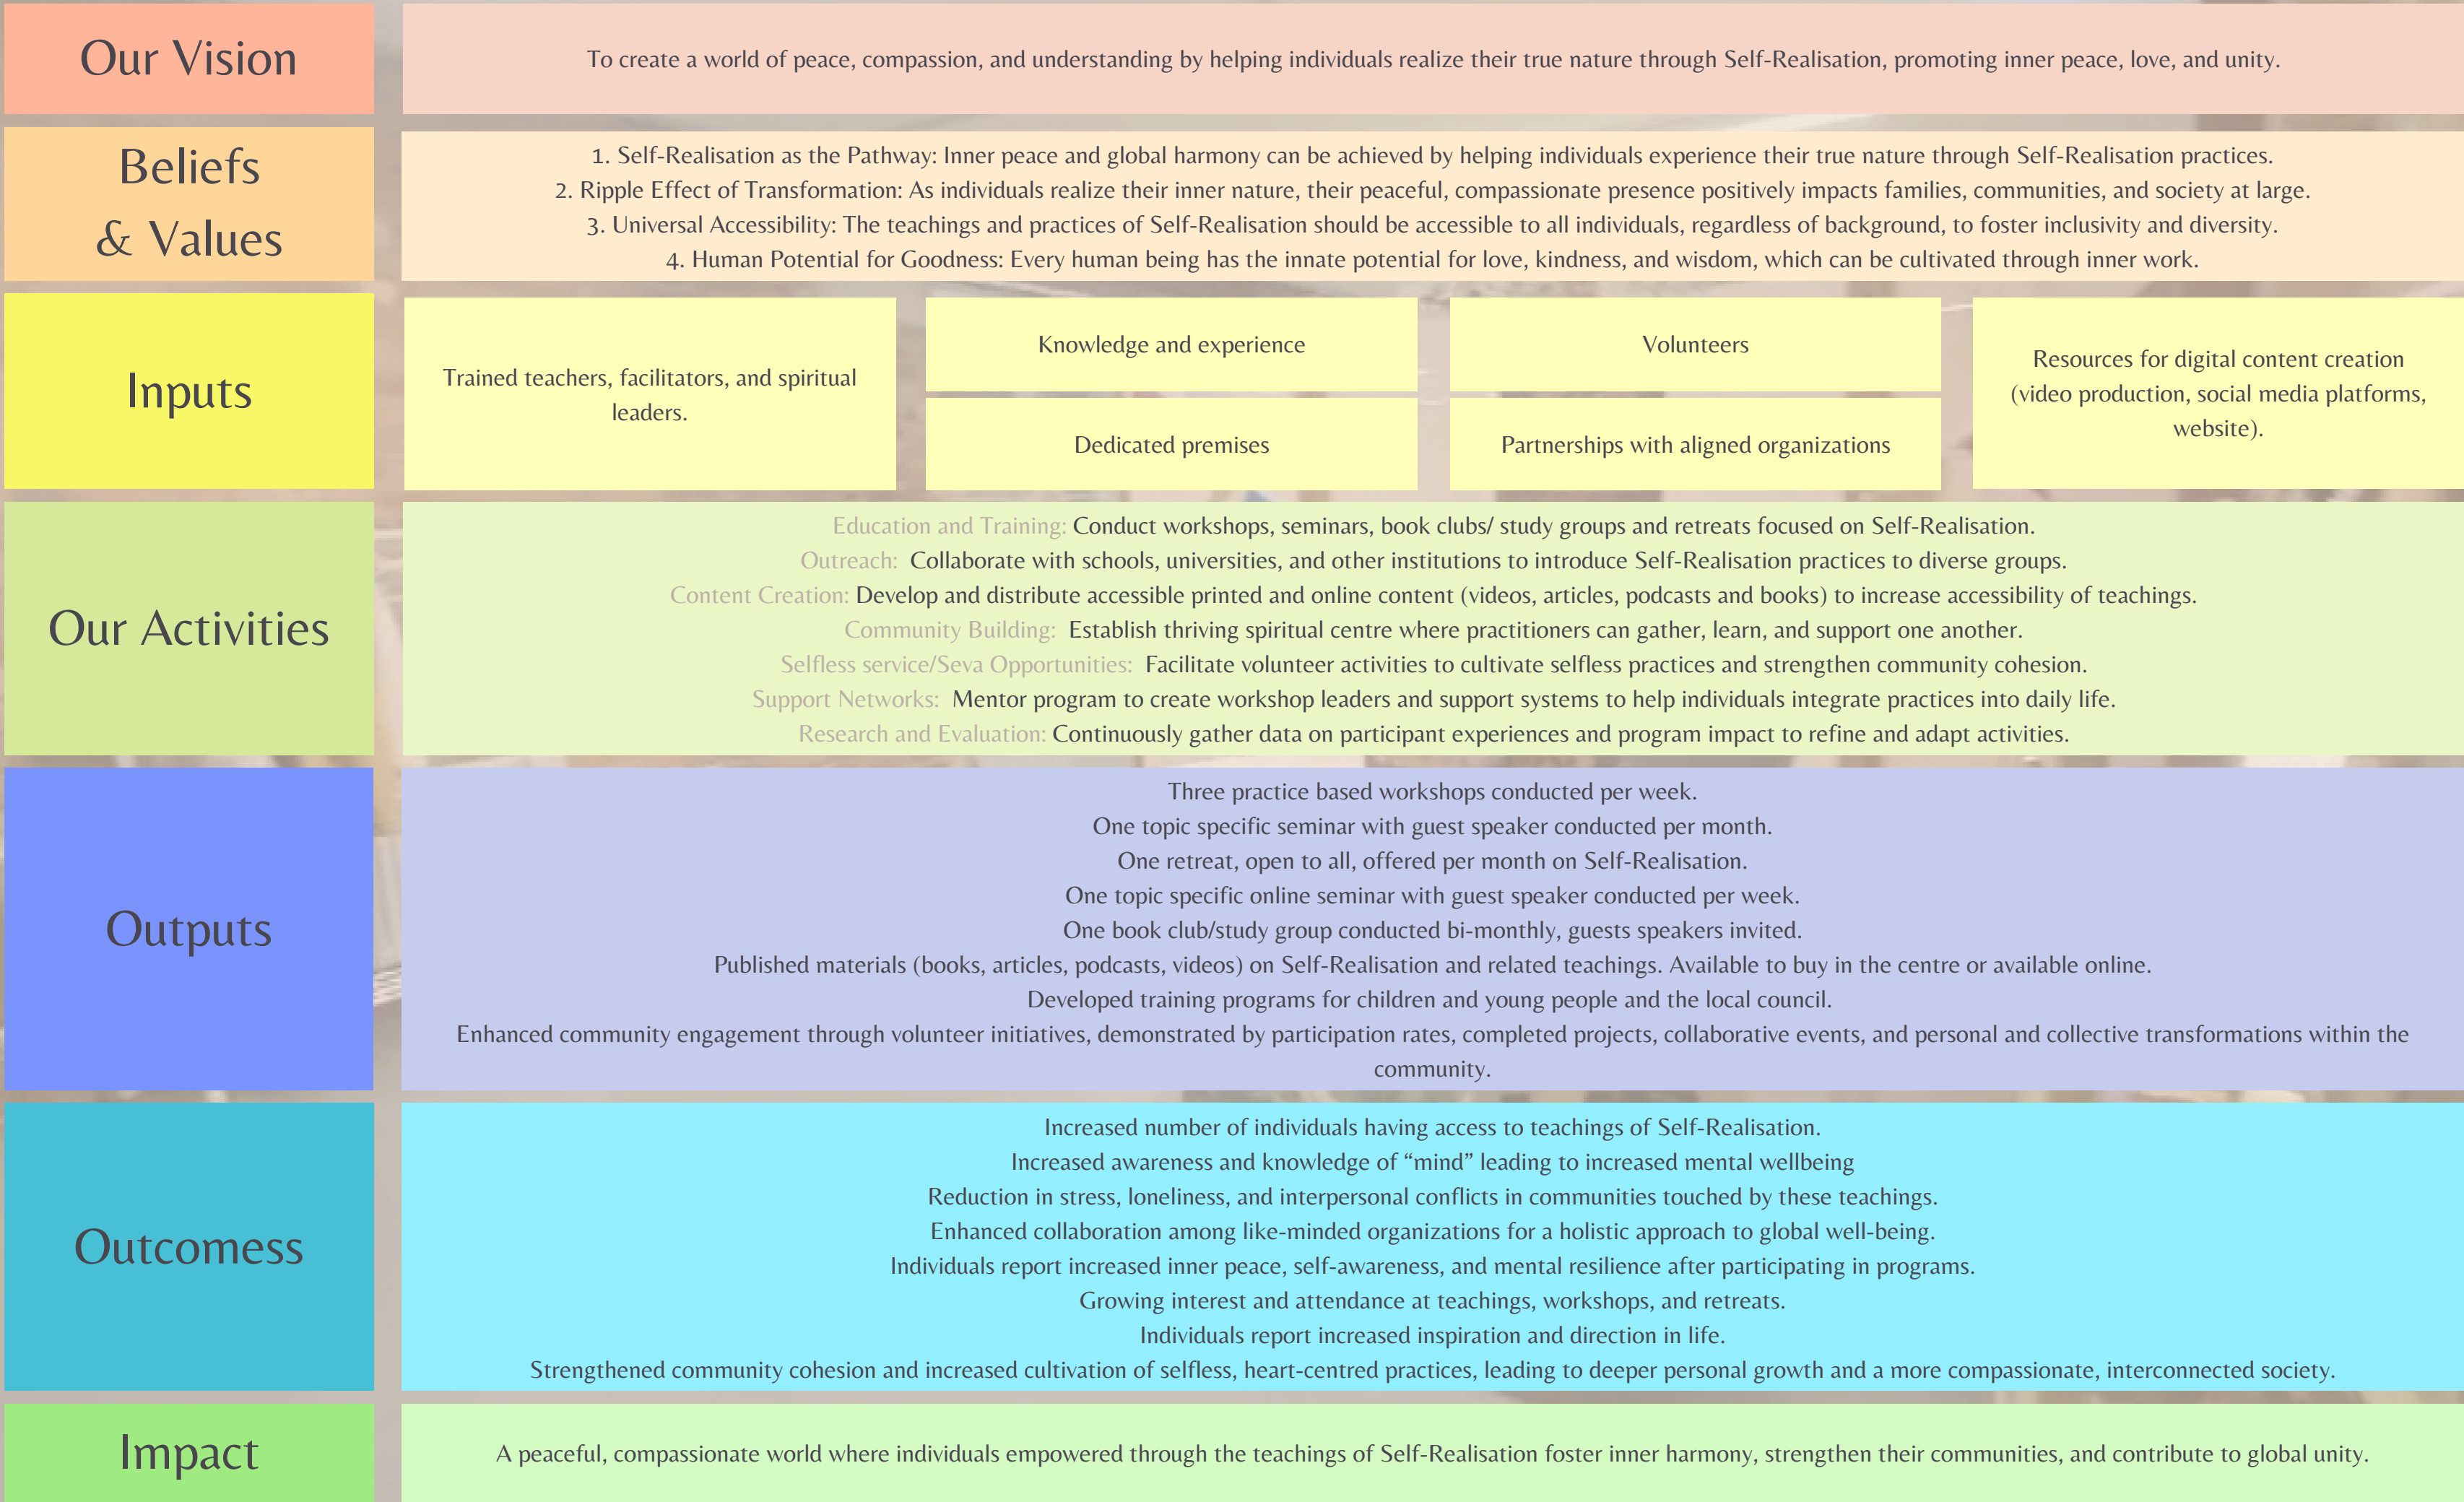 Our Vision
To create a world of peace, compassion, and understanding by helping individuals realize their true nature through Self-Realisation, promoting inner peace, love, and unity.
Beliefs
& Values
1. Self-Realisation as the Pathway: Inner peace and global harmony can be achieved by helping individuals experience their true nature through Self-Realisation practices.
2. Ripple Effect of Transformation: As individuals realize their inner nature, their peaceful, compassionate presence positively impacts families, communities, and society at large.
3. Universal Accessibility: The teachings and practices of Self-Realisation should be accessible to all individuals, regardless of background, to foster inclusivity and diversity.
4. Human Potential for Goodness: Every human being has the innate potential for love, kindness, and wisdom, which can be cultivated through inner work.
Inputs
Trained teachers, facilitators, and spiritual
leaders.
Knowledge and experience
Dedicated premises
Volunteers
Partnerships with aligned organizations
Resources for digital content creation
(video production, social media platforms,
website).
Our Activities
Education and Training: Conduct workshops, seminars, book clubs/ study groups and retreats focused on Self-Realisation.
Outreach:  Collaborate with schools, universities, and other institutions to introduce Self-Realisation practices to diverse groups.
Content Creation: Develop and distribute accessible printed and online content (videos, articles, podcasts and books) to increase accessibility of teachings.
Community Building:  Establish thriving spiritual centre where practitioners can gather, learn, and support one another.
Selfless service/Seva Opportunities:  Facilitate volunteer activities to cultivate selfless practices and strengthen community cohesion.
Support Networks:  Mentor program to create workshop leaders and support systems to help individuals integrate practices into daily life.
Research and Evaluation: Continuously gather data on participant experiences and program impact to refine and adapt activities.
Outputs
Three practice based workshops conducted per week.
One topic specific seminar with guest speaker conducted per month.
One retreat, open to all, offered per month on Self-Realisation.
One topic specific online seminar with guest speaker conducted per week.
One book club/study group conducted bi-monthly, guests speakers invited.
Published materials (books, articles, podcasts, videos) on Self-Realisation and related teachings. Available to buy in the centre or available online.
Developed training programs for children and young people and the local council.
Enhanced community engagement through volunteer initiatives, demonstrated by participation rates, completed projects, collaborative events, and personal and collective transformations within the
community.
Outcomess
Increased number of individuals having access to teachings of Self-Realisation.
Increased awareness and knowledge of “mind” leading to increased mental wellbeing
Reduction in stress, loneliness, and interpersonal conflicts in communities touched by these teachings.
Enhanced collaboration among like-minded organizations for a holistic approach to global well-being.
Individuals report increased inner peace, self-awareness, and mental resilience after participating in programs.
Growing interest and attendance at teachings, workshops, and retreats.
Individuals report increased inspiration and direction in life.
Strengthened community cohesion and increased cultivation of selfless, heart-centred practices, leading to deeper personal growth and a more compassionate, interconnected society.
Impact
A peaceful, compassionate world where individuals empowered through the teachings of Self-Realisation foster inner harmony, strengthen their communities, and contribute to global unity.